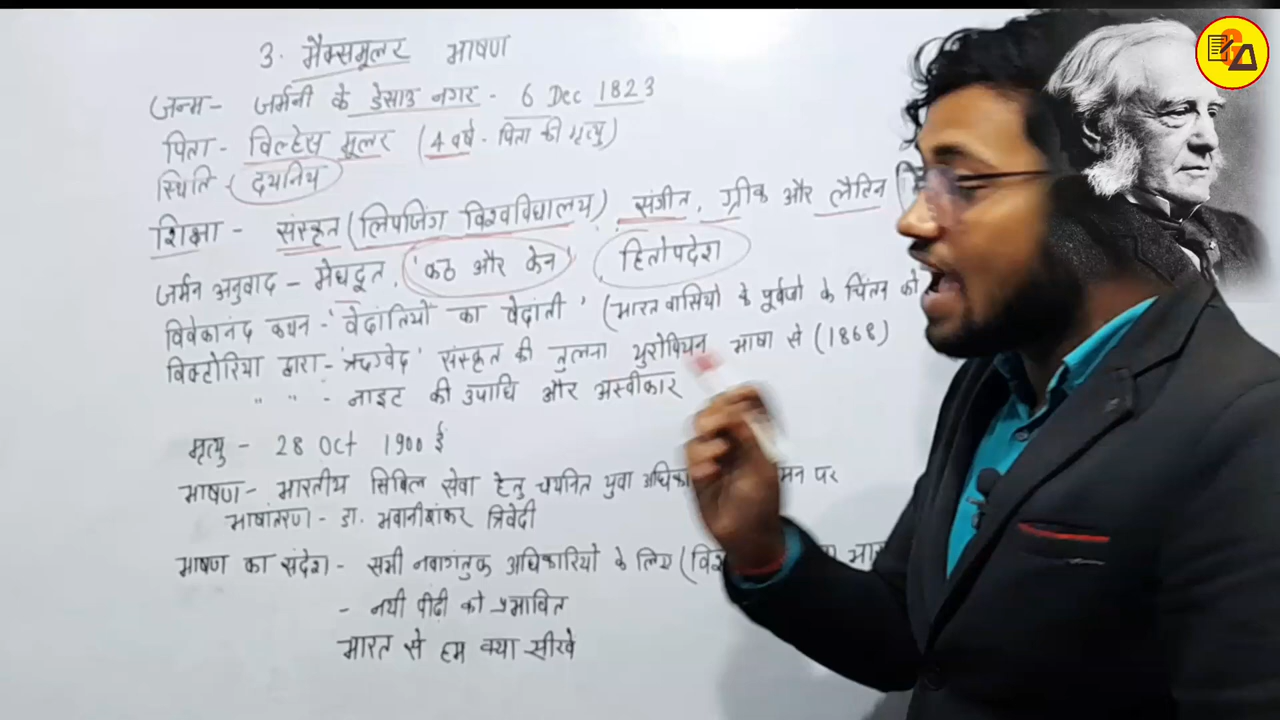 3. मैक्समूलर भाषण
जन्म - जर्मनी के डेसाउ नगर - 6 Dec 1823
पिता - विल्हेस मूलर (4 वर्ष - पिता की मृत्यु)
स्थिति - दयनिय
शिक्षा - संस्कृत (लिपजिंग विश्वविघालय) संगीत, ग्रीक और लैटिन
जर्मन अनुवाद - मेघदूत, 'कठ और केन' हितोपदेश
विवेकानंद कथन - 'वेदांतियों का वेदांती' (भारतवासियो के पूर्वजो के चिंतन को
विक्टोरिया द्वारा - 'ऋग्वेद' संस्कृत की तुलना युरोपियन भाषा से (1868)
" " - नाइट की उपाधि और अस्वीकार
मृत्यु - 28 Oct 1900 ई
भाषण - भारतीय सिविल सेवा हेतु चयनित युवा पर
भाषांतरण - डा. भवानीशंकर त्रिवेदी
भाषण का संदेश - सभी नवागंतुक अधिकारियो के लिए
- नयी पीढी को प्रभावित
भारत से हम क्या सीखे